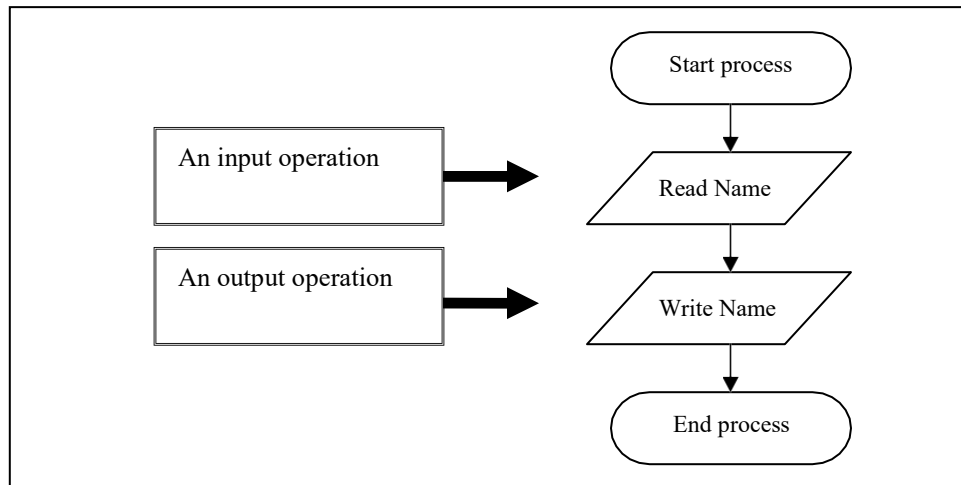 Start process
An input operation
Read Name
An output operation
Write Name
End process